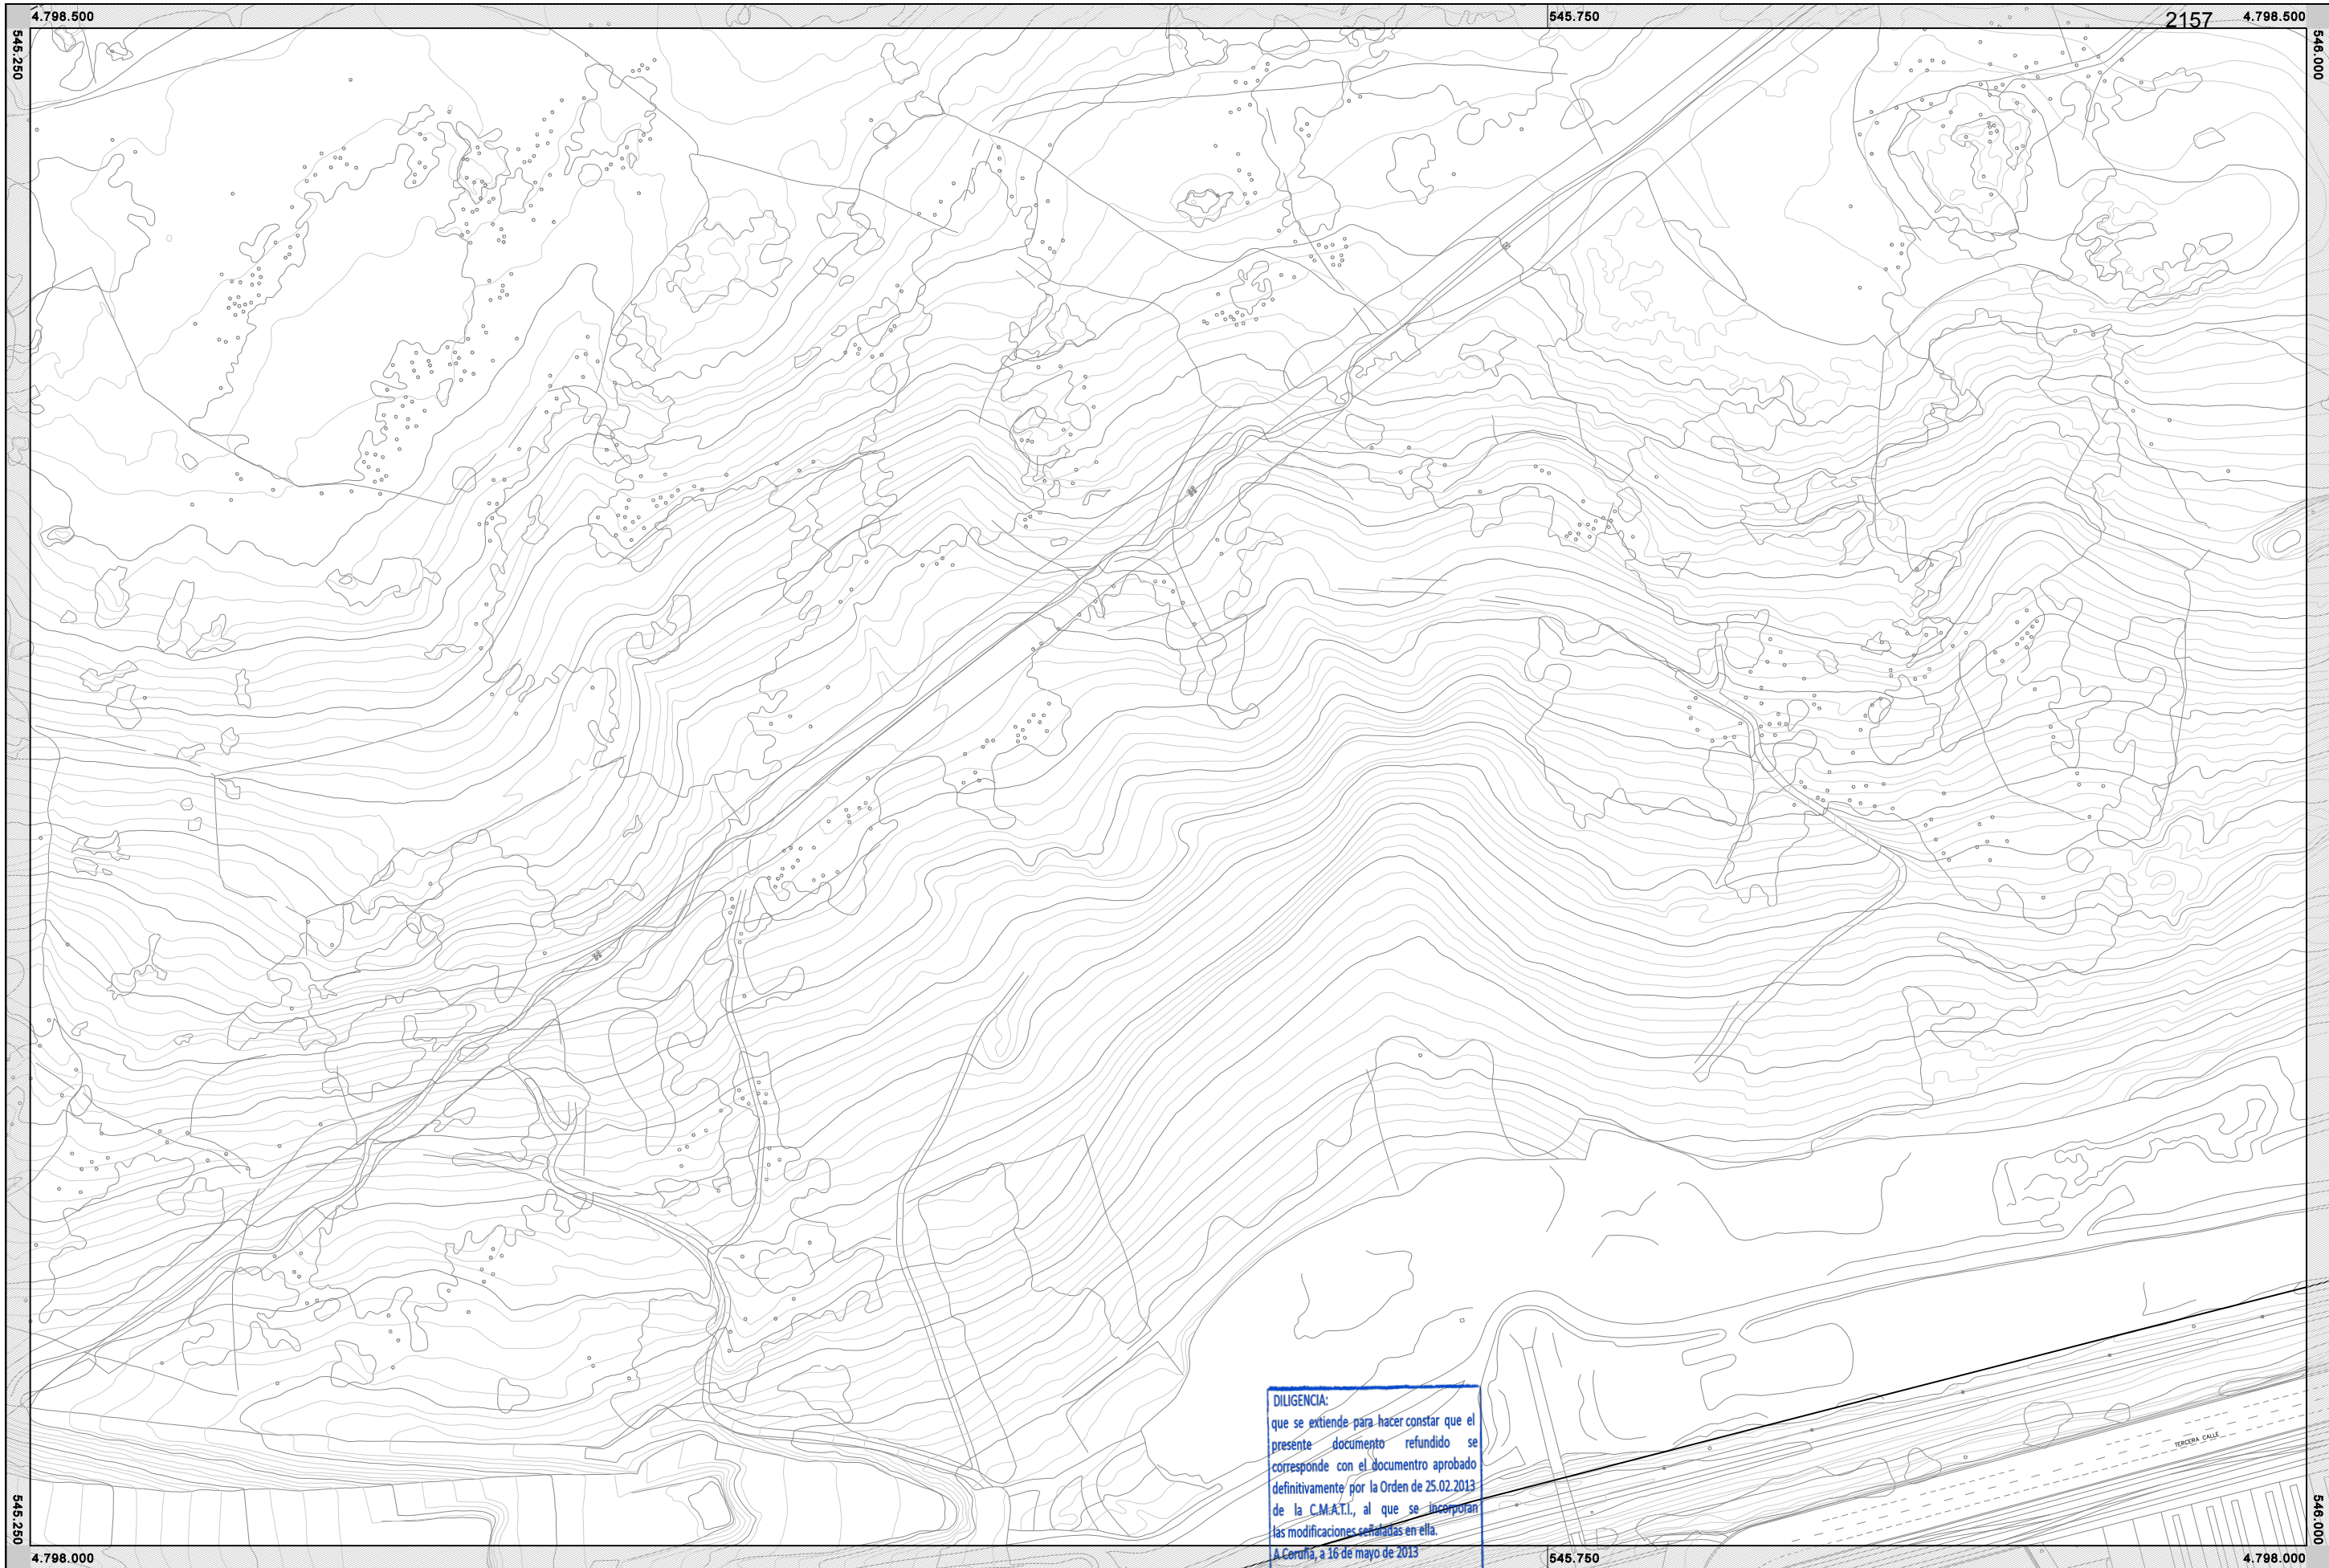 4.798.500
545.750
2157
4.798.500
545.250
546.000
TERCERA CALLE
DILIGENCIA:
que se extiende para hacer constar que el
presente documento refundido se
corresponde con el documentro aprobado
definitivamente por la Orden de 25.02.2013
de la C.M.A.T.I., al que se incorporan
las modificaciones señaladas en ella.
A Coruña, a 16 de mayo de 2013
545.250
546.000
4.798.000
545.750
4.798.000